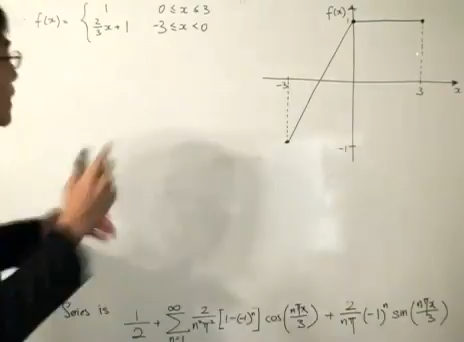 f(x) = { 1 0 ≤ x ≤ 3
2/3 x + 1 -3 ≤ x < 0
f(x)
1
-3
3
x
-1
Series is 1/2 + ∑_{n=1}^{∞} 2/(n²π²) [1-(-1)^n] cos(nπx/3) + 2/(nπ) (-1)^n sin(nπx/3)